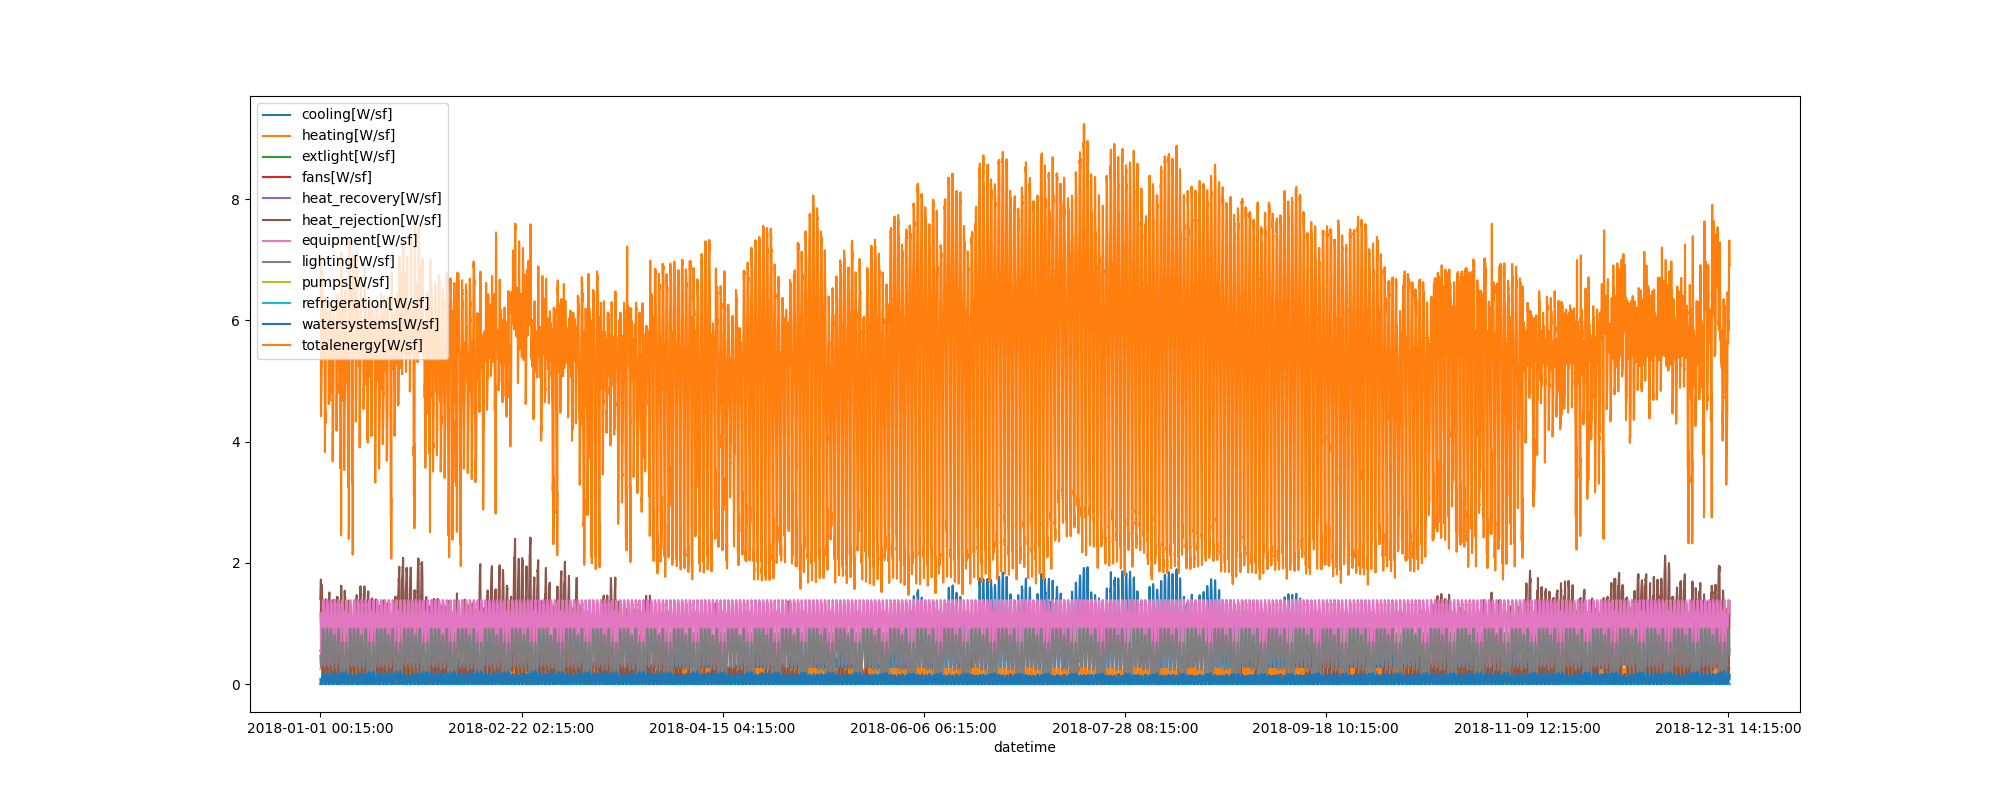 cooling[W/sf]
heating[W/sf]
extlight[W/sf]
fans[W/sf]
heat_recovery[W/sf]
heat_rejection[W/sf]
equipment[W/sf]
lighting[W/sf]
pumps[W/sf]
refrigeration[W/sf]
watersystems[W/sf]
totalenergy[W/sf]
8
6
4
2
0
2018-01-01 00:15:00 2018-02-22 02:15:00 2018-04-15 04:15:00 2018-06-06 06:15:00 2018-07-28 08:15:00 2018-09-18 10:15:00 2018-11-09 12:15:00 2018-12-31 14:15:00
datetime